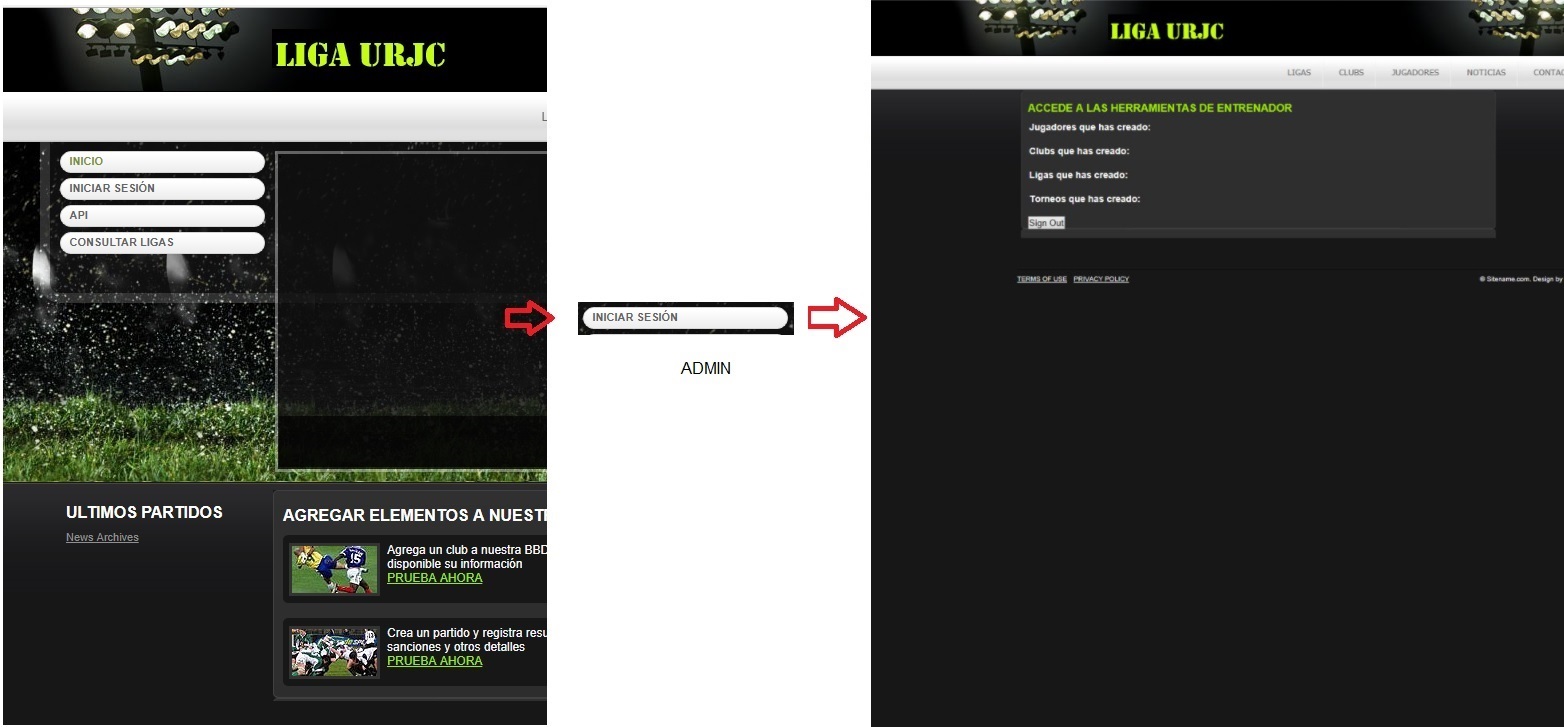 LIGA URJC
INICIO
INICIAR SESIÓN
API
CONSULTAR LIGAS
ULTIMOS PARTIDOS
News Archives
AGREGAR ELEMENTOS A
Agrega un club a nuestra BBD
disponible su información
PRUEBA AHORA
Crea un partido y registra
sanciones y otros detalles
PRUEBA AHORA
INICIAR SESIÓN
ADMIN
LIGA URJC
LIGAS CLUBS JUGADORES NOTICIAS CONTAC
ACCEDE A LAS HERRAMIENTAS DE ENTRENADOR
Jugadores que has creado:
Clubs que has creado:
Ligas que has creado:
Torneos que has creado:
Sign Out
TERMS OF USE PRIVACY POLICY
© Sitename.com. Design by